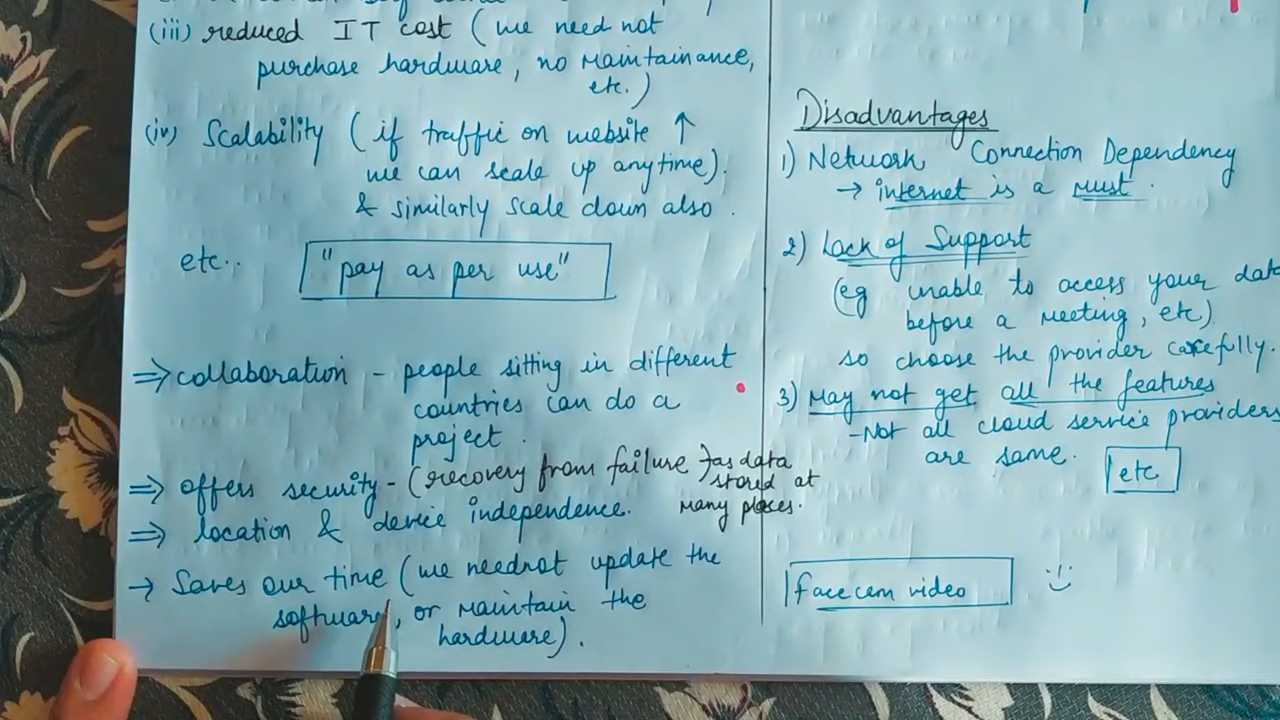 (iii) reduced IT cost (we need not
purchase hardware, no maintainance,
etc.)
(iv) Scalability (if traffic on website ↑
we can scale up anytime)
& similarly scale down also.
etc..
"pay as per use"
⇒ collaboration - people sitting in different
countries can do a
project.
⇒ offers security - (recovery from failure) as data
stored at
many places.
⇒ location & device independence.
→ Saves our time (we neednot update the
software, or maintain the
hardware).
Disadvantages
1) Network Connection Dependency
→ internet is a must.
2) Lack of Support
(eg unable to access your data
before a meeting, etc)
so choose the provider carefully.
3) May not get all the features
- Not all cloud service providers
are same.
etc
facecam video